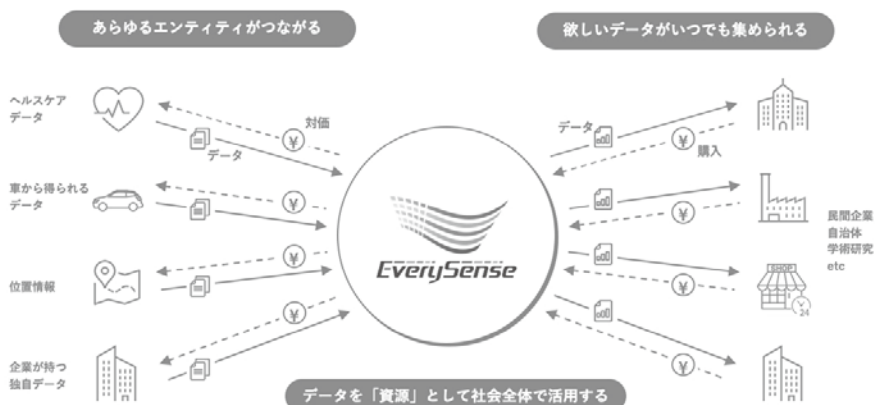 あらゆるエンティティがつながる
欲しいデータがいつでも集められる
ヘルスケア
データ
対価
¥
データ
車から得られる
データ
¥
位置情報
¥
企業が持つ
独自データ
¥
EverySense
データ
購入
¥
¥
¥
¥
SHOP
24
民間企業
自治体
学術研究
etc
データを「資源」として社会全体で活用する